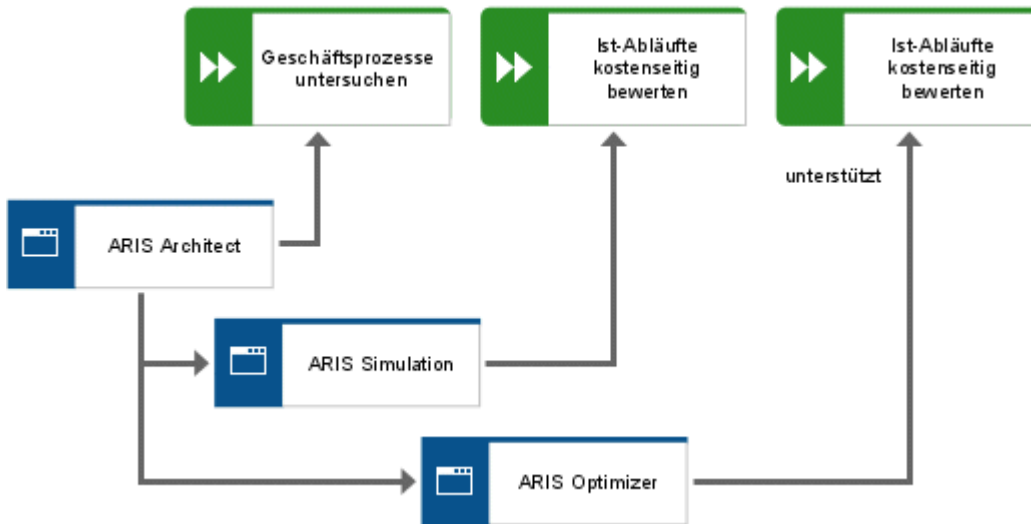 Geschäftsprozesse
untersuchen
Ist-Abläufte
kostenseitig
bewerten
Ist-Abläufte
kostenseitig
bewerten
unterstützt
ARIS Architect
ARIS Simulation
ARIS Optimizer